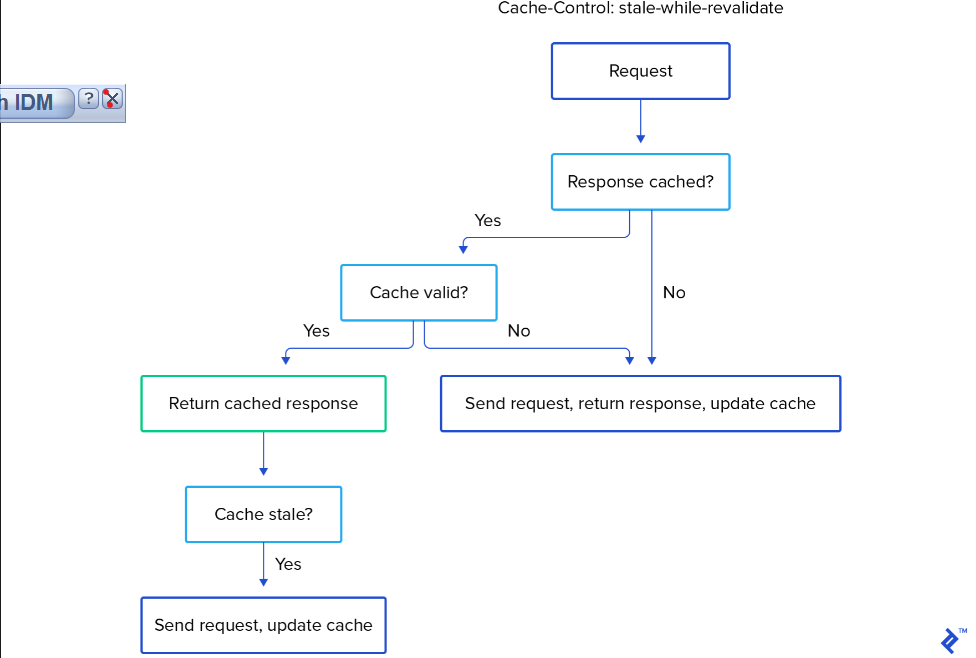 Cache-Control: stale-while-revalidate
Request
h IDM
?
Response cached?
Yes
Cache valid?
No
Yes
No
Return cached response
Send request, return response, update cache
Cache stale?
Yes
Send request, update cache
TM